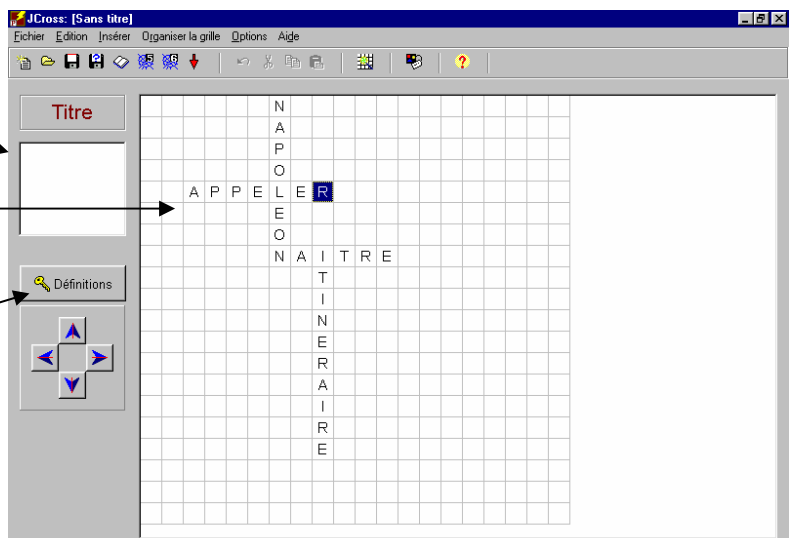 JCross: [Sans titre]
Fichier Edition Insérer Organiser la grille Options Aide
Titre
N
A
P
O
A P P E L E R
E
O
N A I T R E
T
I
N
E
R
A
I
R
E
Définitions